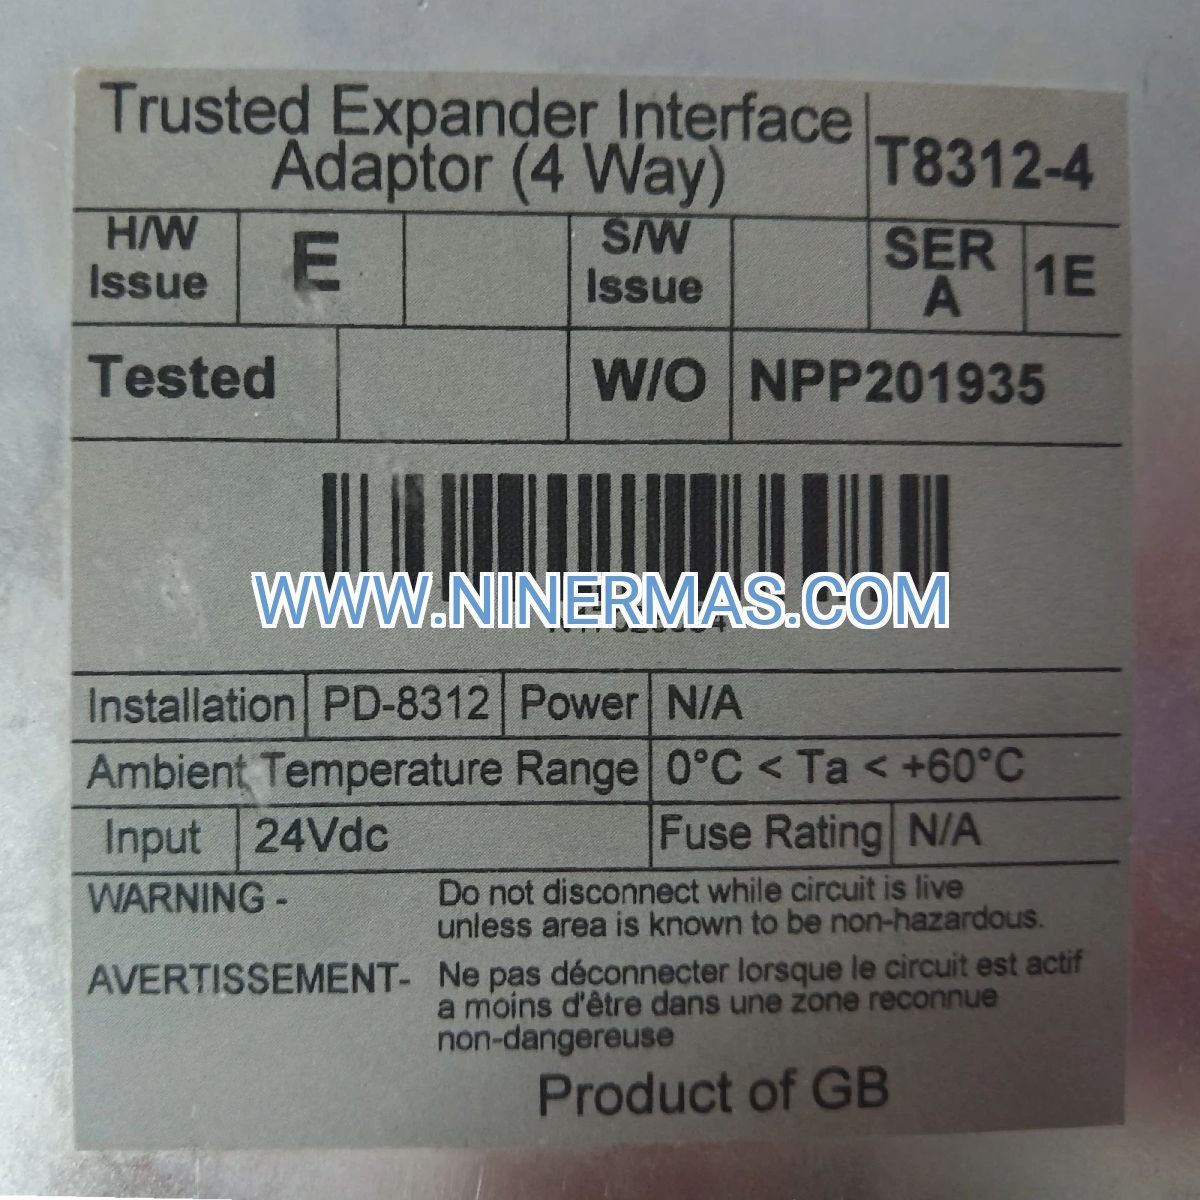 Trusted Expander Interface
Adaptor (4 Way)
T8312-4
H/W
Issue
E
S/W
Issue
SER
A
1E
Tested
W/O
NPP201935
WWW.NINERMAS.COM
Installation
PD-8312
Power
N/A
Ambient Temperature Range
0°C < Ta < +60°C
Input
24Vdc
Fuse Rating
N/A
WARNING -
Do not disconnect while circuit is live
unless area is known to be non-hazardous.
AVERTISSEMENT-
Ne pas déconnecter lorsque le circuit est actif
a moins d'être dans une zone reconnue
non-dangereuse
Product of GB